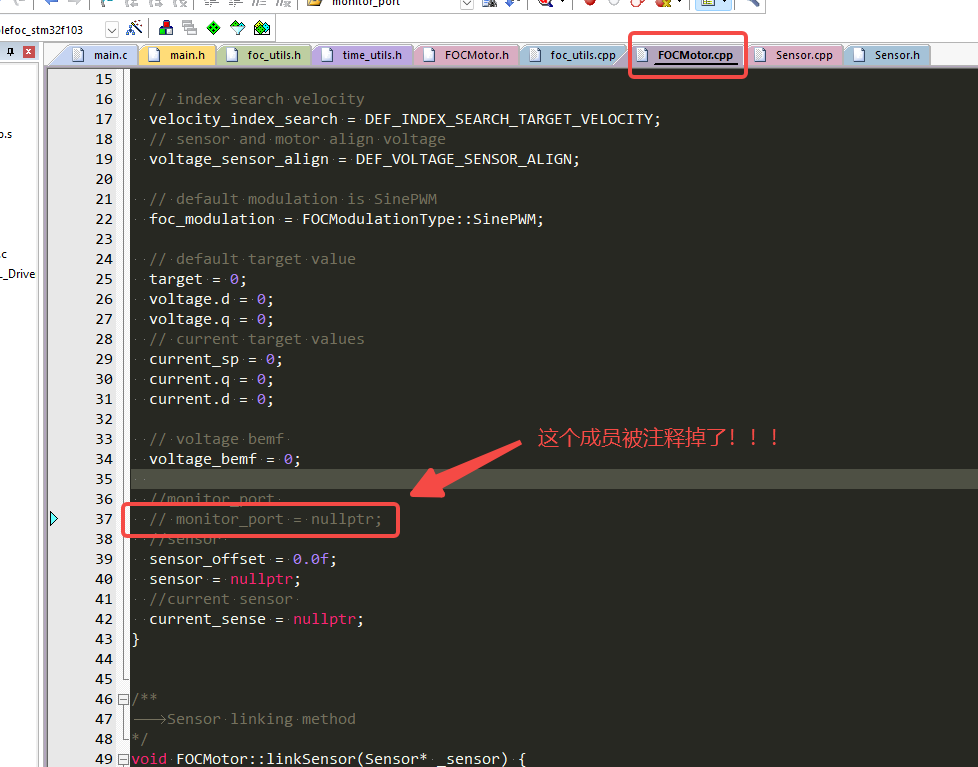 monitor_port
lefoc_stm32f103
main.c main.h foc_utils.h time_utils.h FOCMotor.h foc_utils.cpp FOCMotor.cpp Sensor.cpp Sensor.h
15
16 // index search velocity
17 velocity_index_search = DEF_INDEX_SEARCH_TARGET_VELOCITY;
18 // sensor and motor align voltage
19 voltage_sensor_align = DEF_VOLTAGE_SENSOR_ALIGN;
20
21 // default modulation is SinePWM
22 foc_modulation = FOCModulationType::SinePWM;
23
24 // default target value
25 target = 0;
26 voltage.d = 0;
27 voltage.q = 0;
28 // current target values
29 current_sp = 0;
30 current.q = 0;
31 current.d = 0;
32
33 // voltage bemf
这个成员被注释掉了！！！
34 voltage_bemf = 0;
35
36 //monitor_port
37 // monitor_port = nullptr;
38 //sensor
39 sensor_offset = 0.0f;
40 sensor = nullptr;
41 //current sensor
42 current_sense = nullptr;
43 }
44
45
46 /**
47 Sensor linking method
48 */
49 void FOCMotor::linkSensor(Sensor* _sensor) {
.s
.c
_Drive